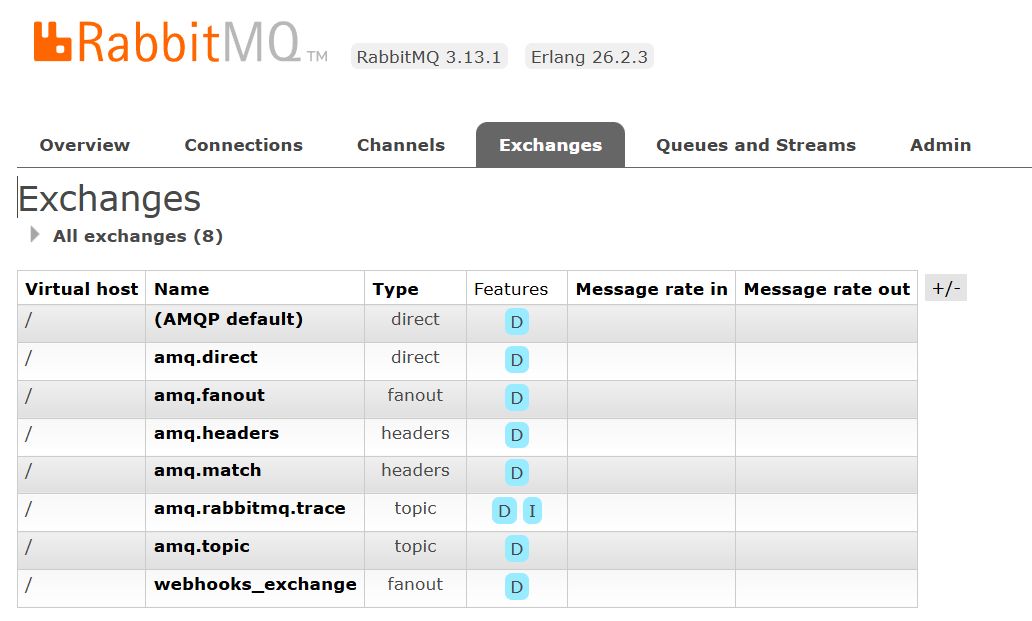 RabbitMQ TM RabbitMQ 3.13.1 Erlang 26.2.3
Overview Connections Channels Exchanges Queues and Streams Admin
Exchanges
All exchanges (8)
Virtual host Name Type Features Message rate in Message rate out +/-
/ (AMQP default) direct D
/ amq.direct direct D
/ amq.fanout fanout D
/ amq.headers headers D
/ amq.match headers D
/ amq.rabbitmq.trace topic D I
/ amq.topic topic D
/ webhooks_exchange fanout D